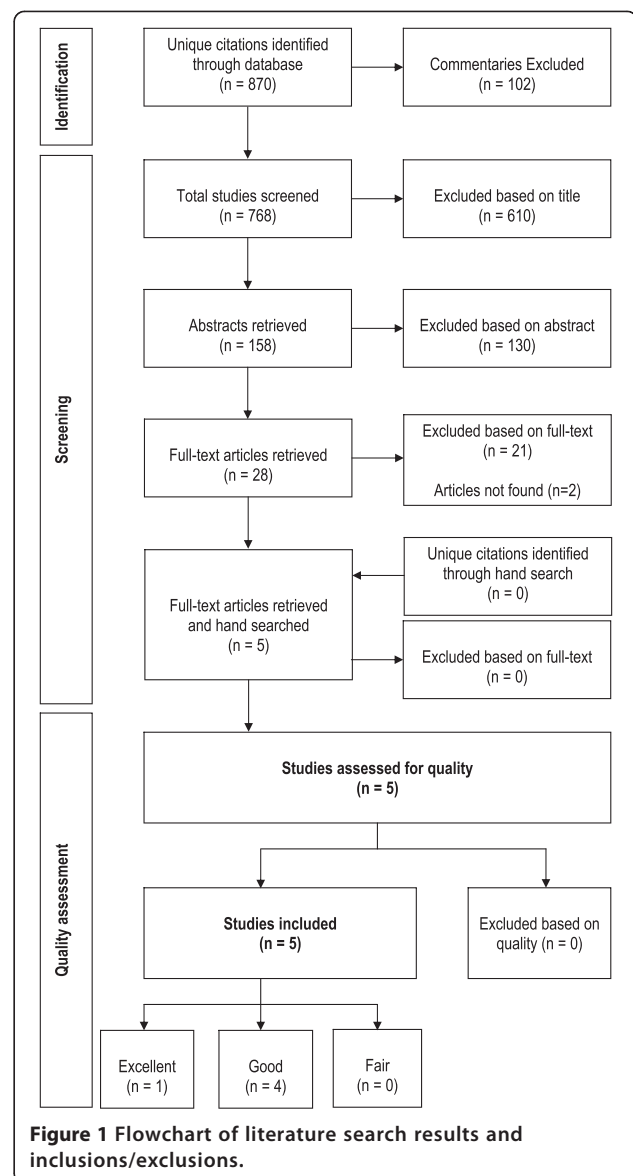 Identification
Unique citations identified
through database
(n = 870)
Commentaries Excluded
(n = 102)
Screening
Total studies screened
(n = 768)
Excluded based on title
(n = 610)
Abstracts retrieved
(n = 158)
Excluded based on abstract
(n = 130)
Full-text articles retrieved
(n = 28)
Excluded based on full-text
(n = 21)
Articles not found (n=2)
Unique citations identified
through hand search
(n = 0)
Full-text articles retrieved
and hand searched
(n = 5)
Excluded based on full-text
(n = 0)
Quality assessment
Studies assessed for quality
(n = 5)
Studies included
(n = 5)
Excluded based on
quality (n = 0)
Excellent
(n = 1)
Good
(n = 4)
Fair
(n = 0)
Figure 1 Flowchart of literature search results and
inclusions/exclusions.